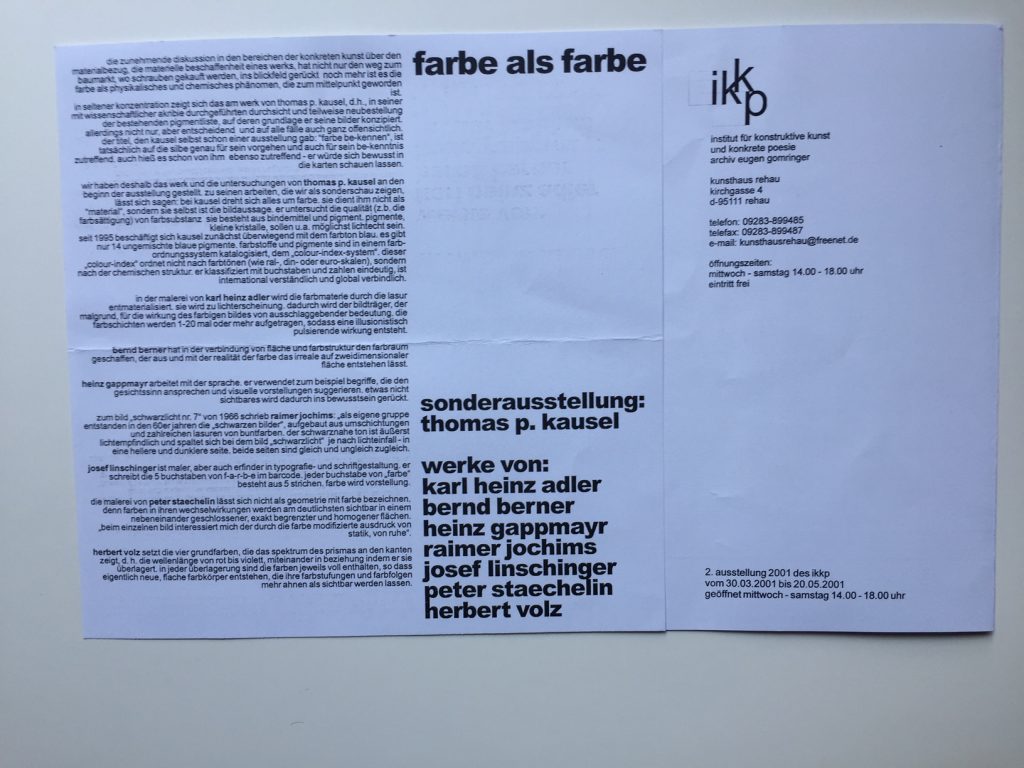 die zunehmende diskussion in den bereichen der konkreten kunst über den
materialbezug, die materielle beschaffenheit eines werks, hat nicht nur den weg zum
baumarkt, wo schrauben gekauft werden, ins blickfeld gerückt  noch mehr ist es die
farbe als physikalisches und chemisches phänomen, die zum mittelpunkt geworden
ist.
in seltener konzentration zeigt sich das am werk von thomas p. kausel, d.h., in seiner
mit wissenschaftlicher akribie durchgeführten durchsicht und teilweise neubestellung
der bestehenden pigmentliste, auf deren grundlage er seine bilder konzipiert.
allerdings nicht nur, aber entscheidend  und auf alle fälle auch ganz offensichtlich.
der titel, den kausel selbst schon einer ausstellung gab: "farbe be-kennen", ist
tatsächlich auf die silbe genau für sein vorgehen und auch für sein be-kenntnis
zutreffend. auch hieß es schon von ihm  ebenso zutreffend - er würde sich bewusst in
die karten schauen lassen.
wir haben deshalb das werk und die untersuchungen von thomas p. kausel an den
beginn der ausstellung gestellt. zu seinen arbeiten, die wir als sonderschau zeigen,
lässt sich sagen: bei kausel dreht sich alles um farbe. sie dient ihm nicht als
"material", sondern sie selbst ist die bildaussage. er untersucht die qualität (z.b. die
farbsättigung) von farbsubstanz  sie besteht aus bindemittel und pigment. pigmente,
kleine kristalle, sollen u.a. möglichst lichtecht sein.
seit 1995 beschäftigt sich kausel zunächst überwiegend mit dem farbton blau. es gibt
nur 14 ungemischte blaue pigmente. farbstoffe und pigmente sind in einem farb-
ordnungssystem katalogisiert, dem „colour-index-system". dieser
„colour-index" ordnet nicht nach farbtönen (wie ral-, din- oder euro-skalen), sondern
nach der chemischen struktur. er klassifiziert mit buchstaben und zahlen eindeutig, ist
international verständlich und global verbindlich.
in der malerei von karl heinz adler wird die farbmaterie durch die lasur
entmaterialisiert. sie wird zu lichterscheinung. dadurch wird der bildträger, der
malgrund, für die wirkung des farbigen bildes von ausschlaggebender bedeutung. die
farbschichten werden 1-20 mal oder mehr aufgetragen, sodass eine illusionistisch
pulsierende wirkung entsteht.
bernd berner hat in der verbindung von fläche und farbstruktur den farbraum
geschaffen, der aus und mit der realität der farbe das irreale auf zweidimensionaler
fläche entstehen lässt.
heinz gappmayr arbeitet mit der sprache. er verwendet zum beispiel begriffe, die den
gesichtssinn ansprechen und visuelle vorstellungen suggerieren. etwas nicht
sichtbares wird dadurch ins bewusstsein gerückt.
zum bild „schwarzlicht nr. 7" von 1966 schrieb raimer jochims: „als eigene gruppe
entstanden in den 60er jahren die „schwarzen bilder", aufgebaut aus umschichtungen
und zahlreichen lasuren von buntfarben. der schwarznahe ton ist äußerst
lichtempfindlich und spaltet sich bei dem bild „schwarzlicht"  je nach lichteinfall - in
eine hellere und dunklere seite. beide seiten sind gleich und ungleich zugleich.
josef linschinger ist maler, aber auch erfinder in typografie- und schriftgestaltung. er
schreibt die 5 buchstaben von f-a-r-b-e im barcode. jeder buchstabe von „farbe"
besteht aus 5 strichen. farbe wird vorstellung.
die malerei von peter staechelin lässt sich nicht als geometrie mit farbe bezeichnen,
denn farben in ihren wechselwirkungen werden am deutlichsten sichtbar in einem
nebeneinander geschlossener, exakt begrenzter und homogener flächen.
„beim einzelnen bild interessiert mich der durch die farbe modifizierte ausdruck von
statik, von ruhe".
herbert volz setzt die vier grundfarben, die das spektrum des prismas an den kanten
zeigt, d. h. die wellenlänge von rot bis violett, miteinander in beziehung indem er sie
überlagert. in jeder überlagerung sind die farben jeweils voll enthalten, so dass
eigentlich neue, flache farbkörper entstehen, die ihre farbstufungen und farbfolgen
mehr ahnen als sichtbar werden lassen.
farbe als farbe
sonderausstellung:
thomas p. kausel
werke von:
karl heinz adler
bernd berner
heinz gappmayr
raimer jochims
josef linschinger
peter staechelin
herbert volz
ikkp
institut für konstruktive kunst
und konkrete poesie
archiv eugen gomringer
kunsthaus rehau
kirchgasse 4
d-95111 rehau
telefon: 09283-899485
telefax: 09283-899487
e-mail: kunsthausrehau@freenet.de
öffnungszeiten:
mittwoch - samstag 14.00 - 18.00 uhr
eintritt frei
2. ausstellung 2001 des ikkp
vom 30.03.2001 bis 20.05.2001
geöffnet mittwoch - samstag 14.00 - 18.00 uhr